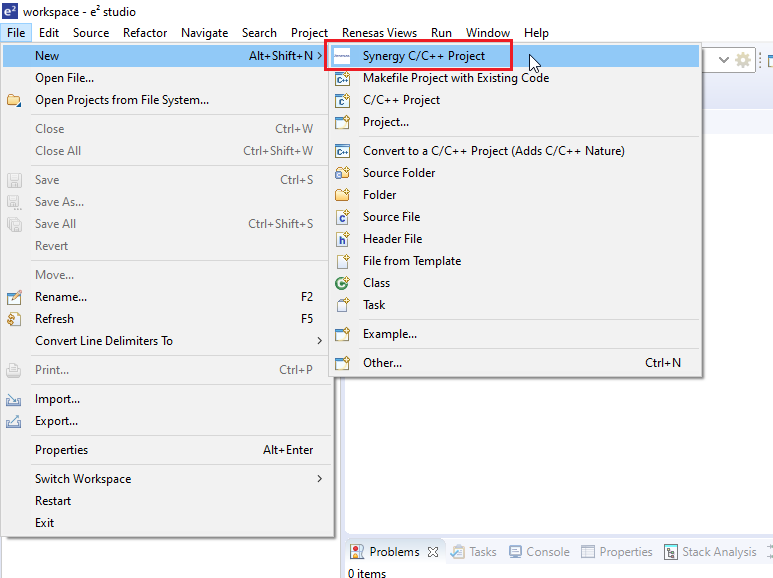 workspace - e² studio
File Edit Source Refactor Navigate Search Project Renesas Views Run Window Help
New Alt+Shift+N
Open File...
Open Projects from File System...
Close Ctrl+W
Close All Ctrl+Shift+W
Save Ctrl+S
Save As...
Save All Ctrl+Shift+S
Revert
Move...
Rename... F2
Refresh F5
Convert Line Delimiters To
Print... Ctrl+P
Import...
Export...
Properties Alt+Enter
Switch Workspace
Restart
Exit
Synergy C/C++ Project
Makefile Project with Existing Code
C/C++ Project
Project...
Convert to a C/C++ Project (Adds C/C++ Nature)
Source Folder
Folder
Source File
Header File
File from Template
Class
Task
Example...
Other... Ctrl+N
Problems Tasks Console Properties Stack Analysis
0 items